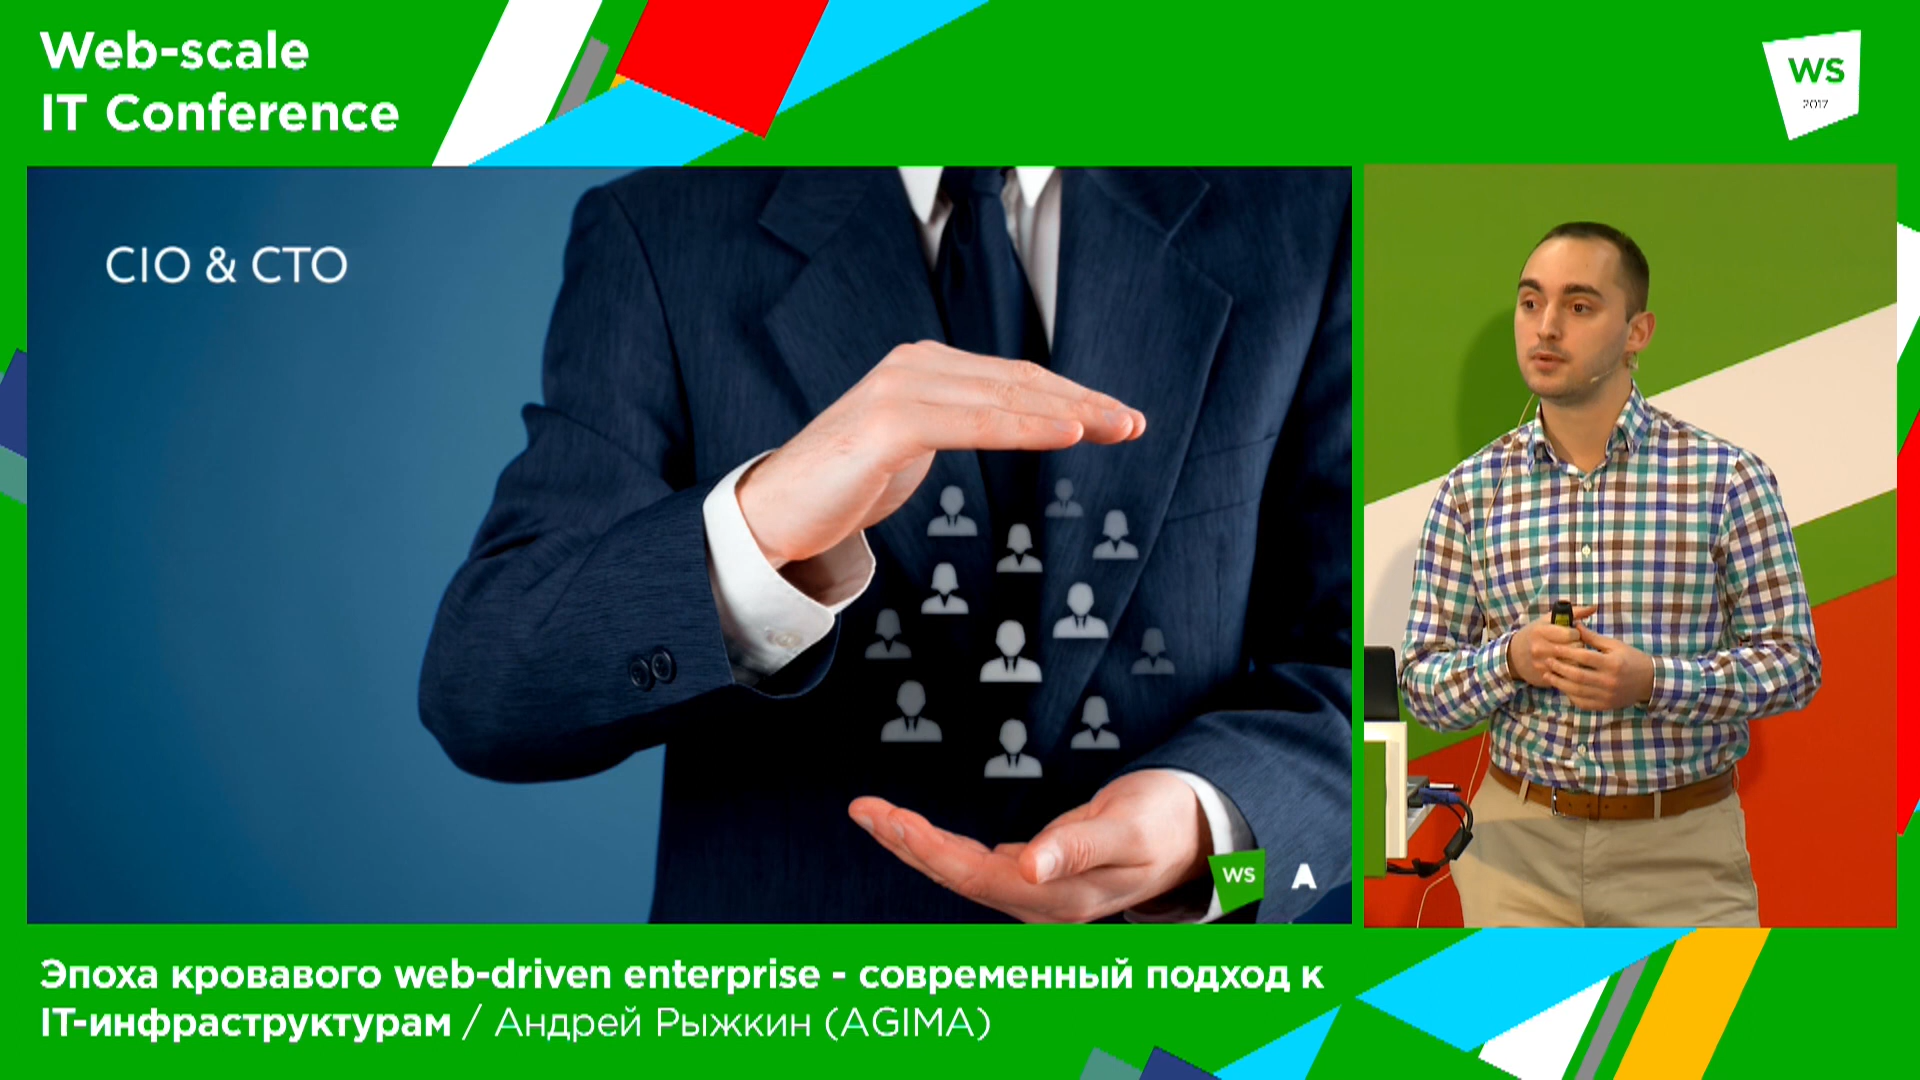 Web-scale
IT Conference
WS
2017
CIO & CTO
WS
A
Эпоха кровавого web-driven enterprise - современный подход к
IT-инфраструктурам / Андрей Рыжкин (AGIMA)